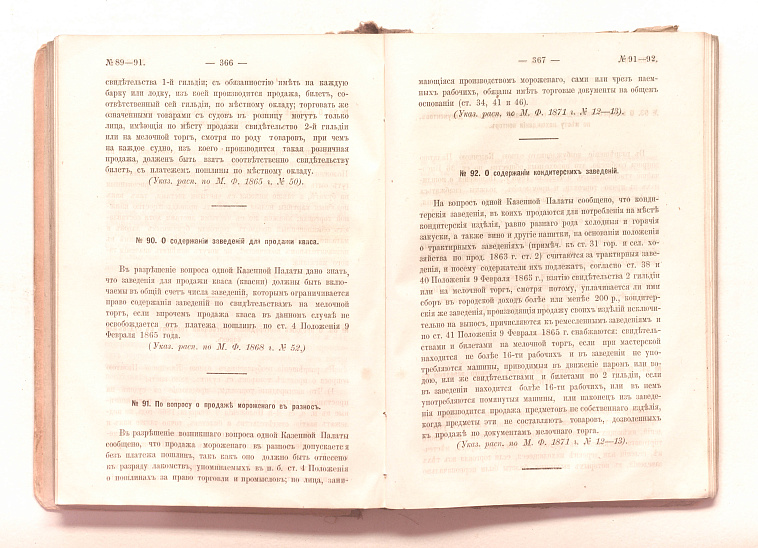 № 89—91. — 366 —
свидѣтельства 1-й гильдіи; съ обязанностію имѣть на каждую
барку или лодку, изъ коей производится продажа, билетъ, со-
отвѣтственный сей гильдіи, по мѣстному окладу; торговать же
означенными товарами съ судовъ въ розницу могутъ только
лица, имѣющія по мѣсту продажи свидѣтельство 2-й гильдіи
или на мелочной торгъ, смотря по роду товаровъ, при чемъ
на каждое судно, изъ коего производится такая розничная
продажа, долженъ быть взятъ соотвѣтственно свидѣтельству
билетъ, съ платежемъ пошлины по мѣстному окладу.
(Указ. расп. по М. Ф. 1865 г. № 50).
№ 90. О содержаніи заведеній для продажи кваса.
Въ разрѣшеніе вопроса одной Казенной Палаты дано знать,
что заведенія для продажи кваса (квасни) должны быть вклю-
чаемы въ общій счетъ числа заведеній, которымъ ограничивается
право содержанія заведеній по свидѣтельствамъ на мелочной
торгъ, если впрочемъ продажа кваса въ данномъ случаѣ не
освобождается отъ платежа пошлинъ по ст. 4 Положенія 9
Февраля 1865 года.
(Указ. расп. по М. Ф. 1868 г. № 52.)
№ 91. По вопросу о продажѣ мороженаго въ разносъ.
Въ разрѣшеніе возникшаго вопроса одной Казенной Палаты
сообщено, что продажа мороженаго въ разносъ допускается
безъ платежа пошлинъ, такъ какъ оно должно быть отнесено
къ разряду лакомствъ, упоминаемыхъ въ п. б. ст. 4 Положенія
о пошлинахъ за право торговли и промысловъ; но лица, зани-
— 367 — № 91—92.
мающіяся производствомъ мороженаго, сами или чрезъ наем-
ныхъ рабочихъ, обязаны имѣть торговые документы на общемъ
основаніи (ст. 34, 41 и 46).
(Указ. расп. по М. Ф. 1871 г. № 12—13).
№ 92. О содержаніи кондитерскихъ заведеній.
На вопросъ одной Казенной Палаты сообщено, что конди-
терскія заведенія, въ коихъ продаются для потребленія на мѣстѣ
кондитерскія издѣлія, равно разнаго рода холодныя и горячія
закуски, а также вино и другіе напитки, на основаніи положенія
о трактирныхъ заведеніяхъ (примѣч. къ ст. 31 гор. и сел. хо-
зяйства по прод. 1863 г. ст. 2) считаются за трактирныя заве-
денія, и посему содержатели ихъ подлежатъ, согласно ст. 38 и
40 Положенія 9 Февраля 1865 г., взятію свидѣтельства 2 гильдіи
или на мелочной торгъ, смотря потому, уплачивается ли ими
сборъ въ городской доходъ болѣе или менѣе 200 р., кондитер-
скія же заведенія, производящія продажу своихъ издѣлій исключи-
тельно на выносъ, причисляются къ ремесленнымъ заведеніямъ и
по ст. 41 Положенія 9 Февраля 1865 г. снабжаются: свидѣтель-
ствами и билетами на мелочной торгъ, если при мастерской
находится не болѣе 16-ти рабочихъ и въ заведеніи не упо-
требляются машины, приводимыя въ движеніе паромъ или во-
дою, или же свидѣтельствами и билетами по 2 гильдіи, если
въ заведеніи находится болѣе 16-ти рабочихъ, или въ немъ
употребляются помянутыя машины, или наконецъ изъ заведе-
нія производится продажа предметовъ не собственнаго издѣлія,
когда предметы эти не составляютъ товаровъ, дозволенныхъ
къ продажѣ по документамъ мелочнаго торга.
(Указ. расп. по М. Ф. 1871 г. № 12—13).